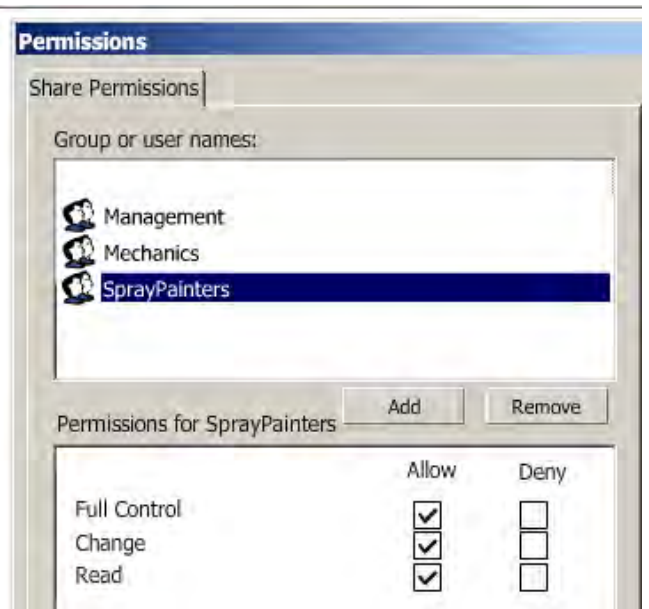 Permissions
Share Permissions
Group or user names:
Management
Mechanics
SprayPainters
Add Remove
Permissions for SprayPainters
Allow Deny
Full Control
Change
Read